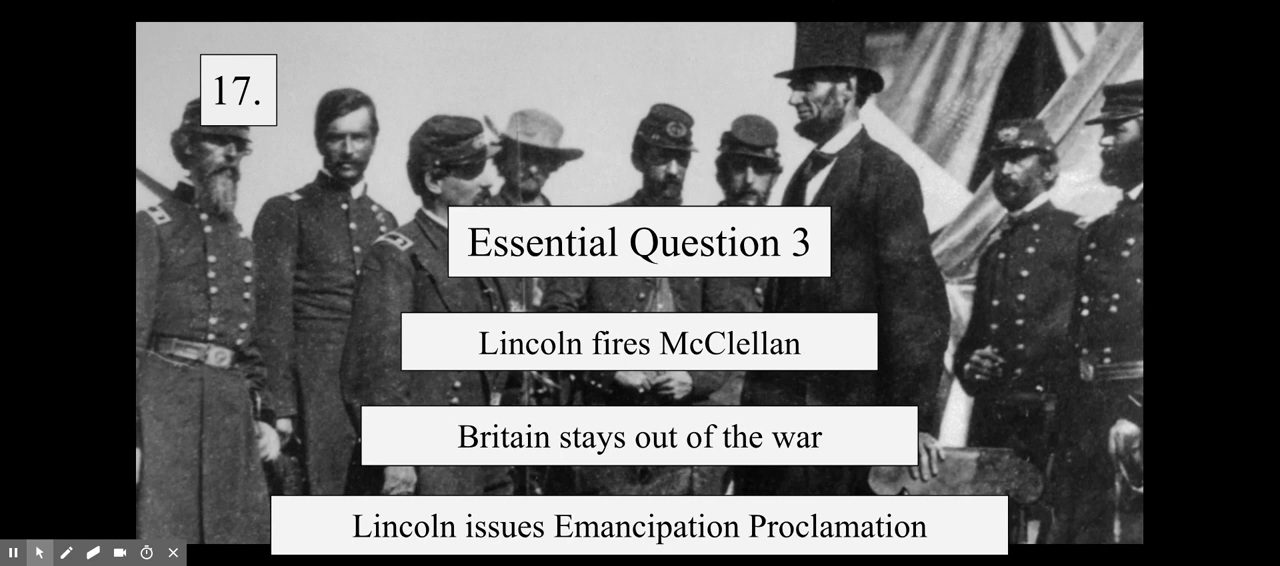 17.
Essential Question 3
Lincoln fires McClellan
Britain stays out of the war
Lincoln issues Emancipation Proclamation